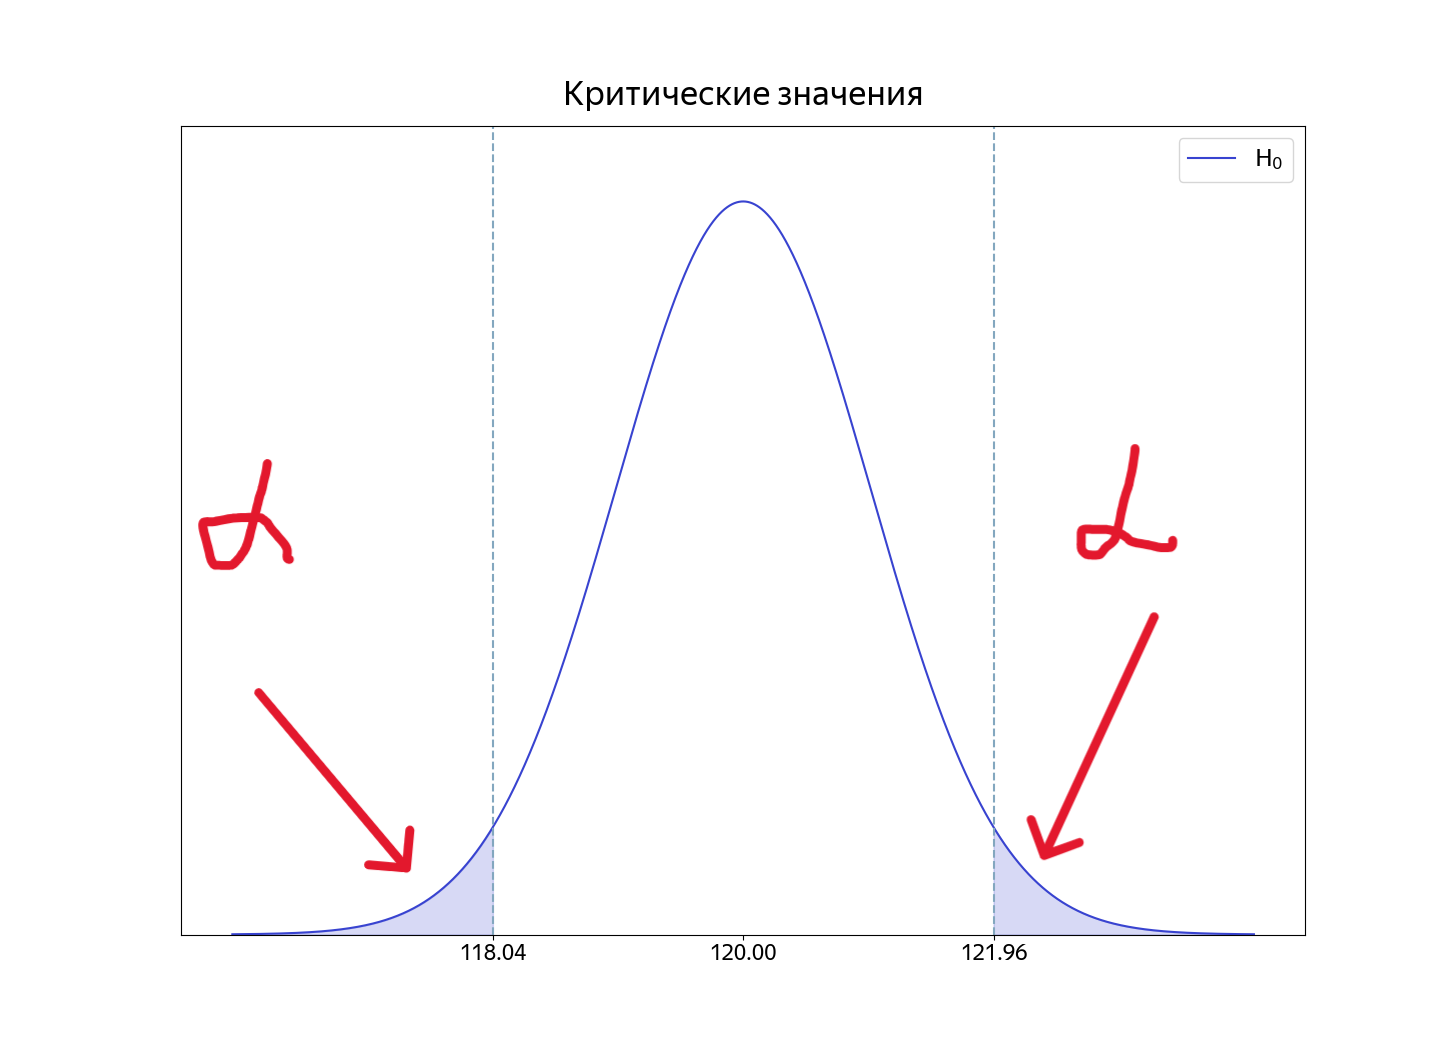 Критические значения
H₀
α
α
118.04 120.00 121.96